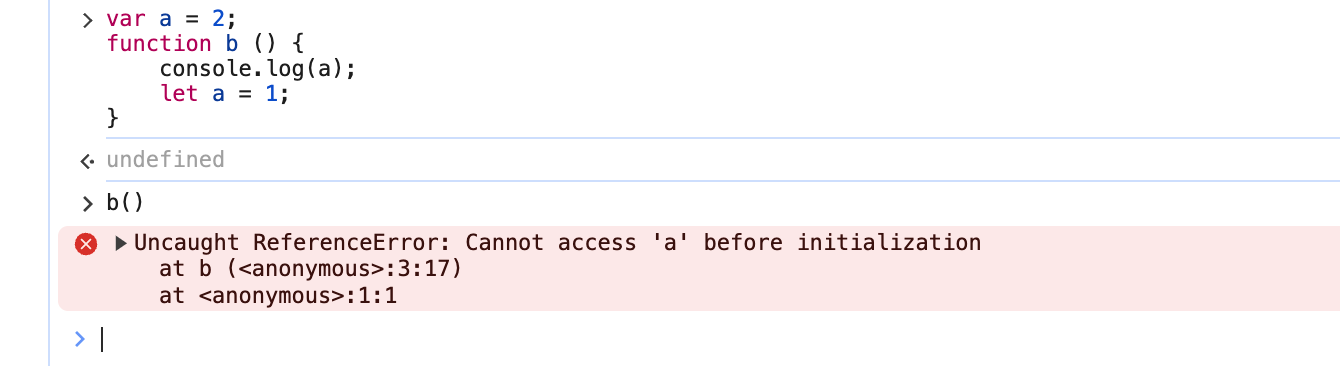 var a = 2;
function b () {
    console.log(a);
    let a = 1;
}
undefined
b()
Uncaught ReferenceError: Cannot access 'a' before initialization
    at b (<anonymous>:3:17)
    at <anonymous>:1:1